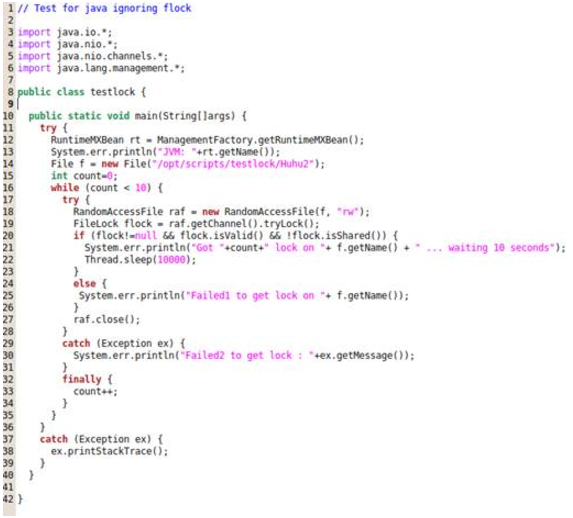 1 // Test for java ignoring flock
2
3 import java.io.*;
4 import java.nio.*;
5 import java.nio.channels.*;
6 import java.lang.management.*;
7
8 public class testlock {
9
10   public static void main(String[]args) {
11     try {
12       RuntimeMXBean rt = ManagementFactory.getRuntimeMXBean();
13       System.err.println("JVM: "+rt.getName());
14       File f = new File("/opt/scripts/testlock/Huhu2");
15       int count=0;
16       while (count < 10) {
17         try {
18           RandomAccessFile raf = new RandomAccessFile(f, "rw");
19           FileLock flock = raf.getChannel().tryLock();
20           if (flock!=null && flock.isValid() && !flock.isShared()) {
21             System.err.println("Got "+count+" lock on "+ f.getName() + " ... waiting 10 seconds");
22             Thread.sleep(10000);
23           }
24           else {
25            System.err.println("Failed1 to get lock on "+ f.getName());
26           }
27           raf.close();
28         }
29         catch (Exception ex) {
30           System.err.println("Failed2 to get lock : "+ex.getMessage());
31         }
32         finally {
33           count++;
34         }
35       }
36     }
37     catch (Exception ex) {
38       ex.printStackTrace();
39     }
40   }
41
42 }